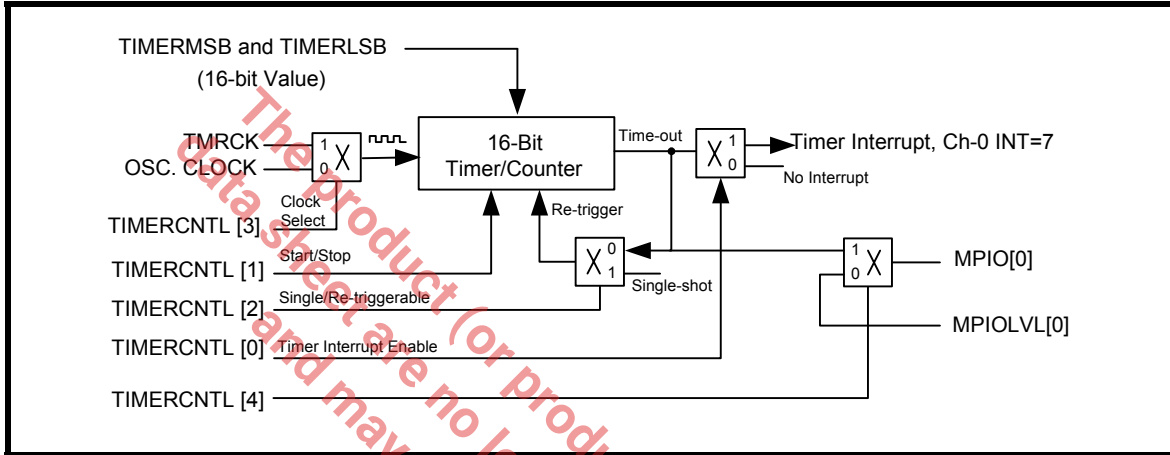 TIMERMSB and TIMERLSB
(16-bit Value)
TMRCK
OSC. CLOCK
1
0
X
Clock
Select
TIMERCNTL [3]
16-Bit
Timer/Counter
Time-out
X
1
0
Timer Interrupt, Ch-0 INT=7
No Interrupt
Re-trigger
TIMERCNTL [1]
Start/Stop
X
0
1
Single-shot
1
0
X
MPIO[0]
TIMERCNTL [2]
Single/Re-triggerable
MPIOLVL[0]
TIMERCNTL [0]
Timer Interrupt Enable
TIMERCNTL [4]
The product (or produ
data sheet are no lo
and may